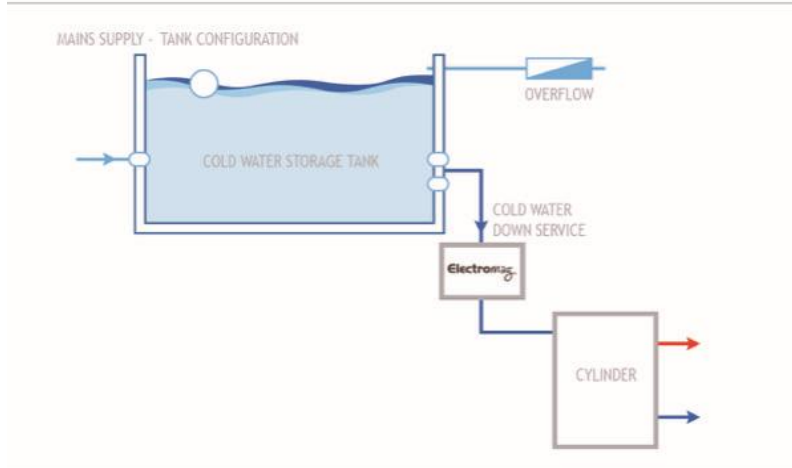 MAINS SUPPLY - TANK CONFIGURATION
OVERFLOW
COLD WATER STORAGE TANK
COLD WATER
DOWN SERVICE
Electromag
CYLINDER